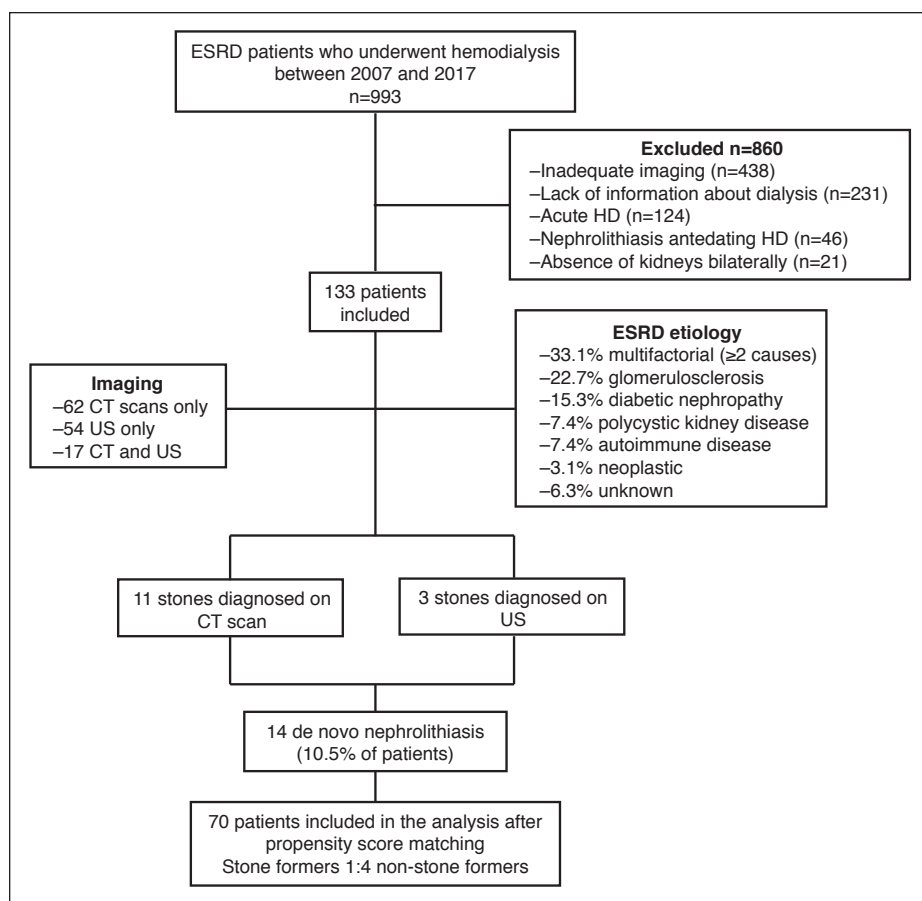 ESRD patients who underwent hemodialysis
between 2007 and 2017
n=993
Excluded n=860
–Inadequate imaging (n=438)
–Lack of information about dialysis (n=231)
–Acute HD (n=124)
–Nephrolithiasis antedating HD (n=46)
–Absence of kidneys bilaterally (n=21)
133 patients
included
ESRD etiology
–33.1% multifactorial (≥2 causes)
–22.7% glomerulosclerosis
–15.3% diabetic nephropathy
–7.4% polycystic kidney disease
–7.4% autoimmune disease
–3.1% neoplastic
–6.3% unknown
Imaging
–62 CT scans only
–54 US only
–17 CT and US
11 stones diagnosed on
CT scan
3 stones diagnosed on
US
14 de novo nephrolithiasis
(10.5% of patients)
70 patients included in the analysis after
propensity score matching
Stone formers 1:4 non-stone formers